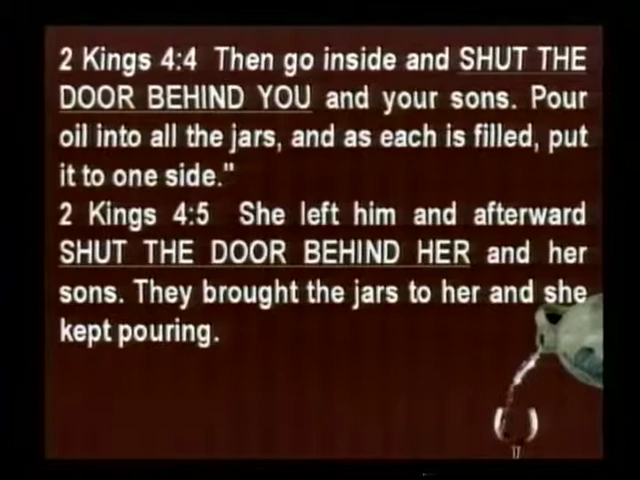 2 Kings 4:4 Then go inside and SHUT THE
DOOR BEHIND YOU and your sons. Pour
oil into all the jars, and as each is filled, put
it to one side."
2 Kings 4:5 She left him and afterward
SHUT THE DOOR BEHIND HER and her
sons. They brought the jars to her and she
kept pouring.